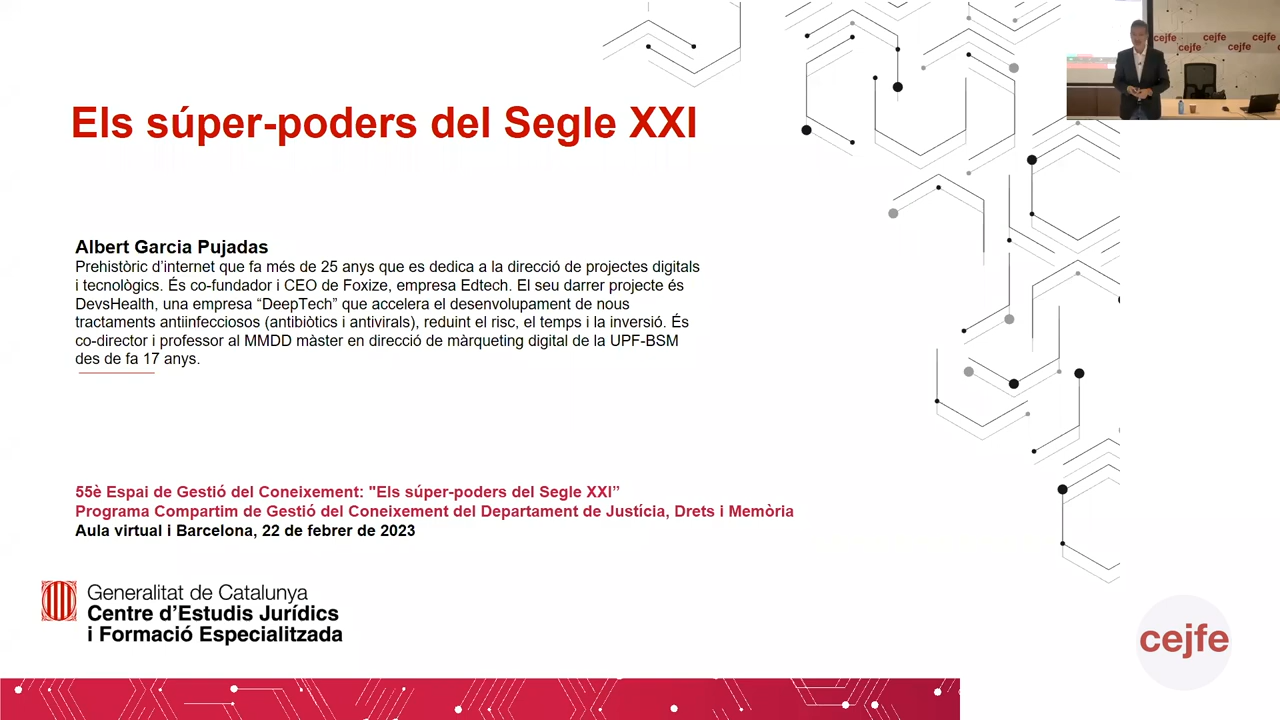 Els súper-poders del Segle XXI
cejfe
cejfe
cejfe
cejfe
Albert Garcia Pujadas
Prehistòric d’internet que fa més de 25 anys que es dedica a la direcció de projectes digitals
i tecnològics. És co-fundador i CEO de Foxize, empresa Edtech. El seu darrer projecte és
DevsHealth, una empresa “DeepTech” que accelera el desenvolupament de nous
tractaments antiinfecciosos (antibiòtics i antivirals), reduint el risc, el temps i la inversió. És
co-director i professor al MMDD màster en direcció de màrqueting digital de la UPF-BSM
des de fa 17 anys.
55è Espai de Gestió del Coneixement: "Els súper-poders del Segle XXI”
Programa Compartim de Gestió del Coneixement del Departament de Justícia, Drets i Memòria
Aula virtual i Barcelona, 22 de febrer de 2023
Generalitat de Catalunya
Centre d’Estudis Jurídics
i Formació Especialitzada
cejfe